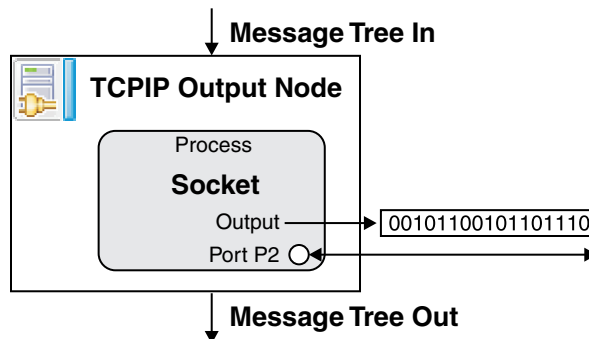 Message Tree In
TCPIP Output Node
Process
Socket
Output
00101100101101110
Port P2
Message Tree Out